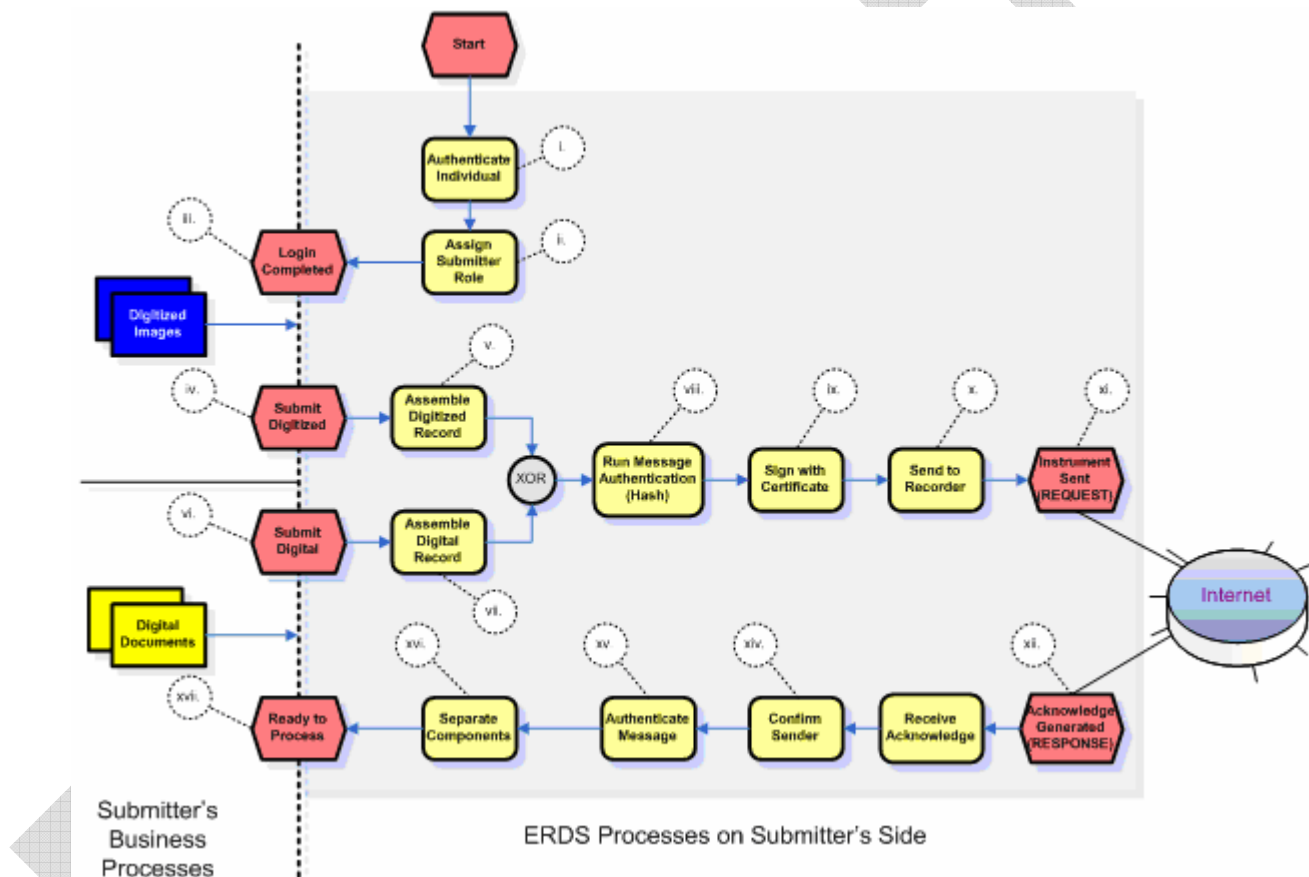 Start
Authenticate
Individual
i.
Assign
Submitter
Role
ii.
iii.
Login
Completed
Digitized
Images
iv.
Submit
Digitized
v.
Assemble
Digitized
Record
XOR
viii.
Run Message
Authentication
(Hash)
ix.
Sign with
Certificate
x.
Send to
Recorder
xi.
Instrument
Sent
(REQUEST)
vi.
Submit
Digital
Assemble
Digital
Record
vii.
Internet
Digital
Documents
xvii.
Ready to
Process
xvi.
Separate
Components
xv.
Authenticate
Message
xiv.
Confirm
Sender
Receive
Acknowledge
xii.
Acknowledge
Generated
(RESPONSE)
Submitter's
Business
Processes
ERDS Processes on Submitter's Side